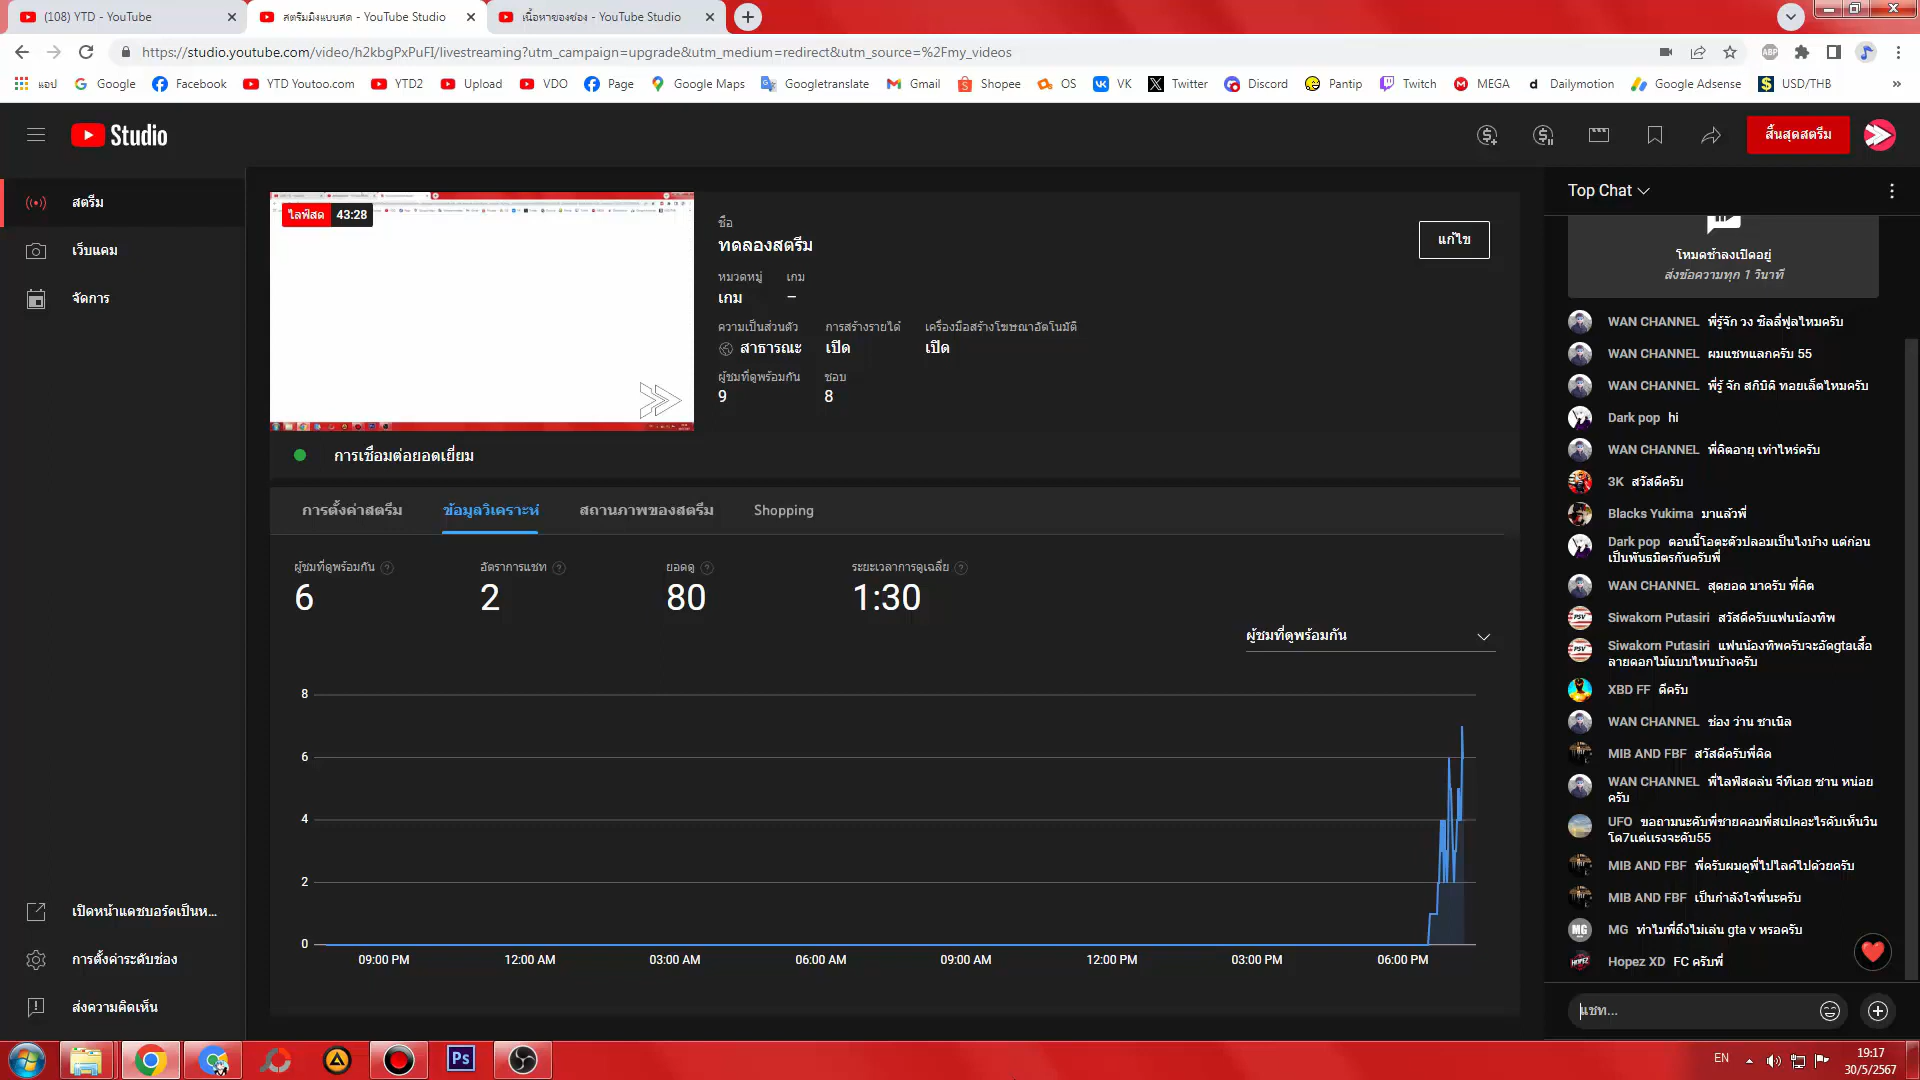 (108) YTD - YouTube
สตรีมมิงแบบสด - YouTube Studio
เนื้อหาของช่อง - YouTube Studio
https://studio.youtube.com/video/h2kbgPxPuFI/livestreaming?utm_campaign=upgrade&utm_medium=redirect&utm_source=%2Fmy_videos
แอป
Google
Facebook
YTD Youtoo.com
YTD2
Upload
VDO
Page
Google Maps
Googletranslate
Gmail
Shopee
OS
VK
Twitter
Discord
Pantip
Twitch
MEGA
Dailymotion
Google Adsense
USD/THB
Studio
สิ้นสุดสตรีม
สตรีม
เว็บแคม
จัดการ
เปิดหน้าแดชบอร์ดเป็นห...
การตั้งค่าระดับช่อง
ส่งความคิดเห็น
ไลฟ์สด 43:28
ชื่อ
ทดลองสตรีม
แก้ไข
หมวดหมู่ เกม
เกม –
ความเป็นส่วนตัว การสร้างรายได้ เครื่องมือสร้างโฆษณาอัตโนมัติ
สาธารณะ เปิด เปิด
ผู้ชมที่ดูพร้อมกัน ชอบ
9 8
การเชื่อมต่อยอดเยี่ยม
การตั้งค่าสตรีม ข้อมูลวิเคราะห์ สถานภาพของสตรีม Shopping
ผู้ชมที่ดูพร้อมกัน อัตราการแชท ยอดดู ระยะเวลาการดูเฉลี่ย
6 2 80 1:30
ผู้ชมที่ดูพร้อมกัน
8
6
4
2
0
09:00 PM 12:00 AM 03:00 AM 06:00 AM 09:00 AM 12:00 PM 03:00 PM 06:00 PM
Top Chat
โหมดช้าลงเปิดอยู่
ส่งข้อความทุก 1 วินาที
WAN CHANNEL พี่รู้จัก วง ซิลลี่ฟูลไหมครับ
WAN CHANNEL ผมแชทแลกครับ 55
WAN CHANNEL พี่รู้ จัก สกิบิดิ ทอยเล็ตไหมครับ
Dark pop hi
WAN CHANNEL พี่คิตอายุ เท่าไหร่ครับ
3K สวัสดีครับ
Blacks Yukima มาแล้วพี่
Dark pop ตอนนี้โอตะตัวปลอมเป็นไงบ้าง แต่ก่อน
เป็นพันธมิตรกันครับพี่
WAN CHANNEL สุดยอด มาครับ พี่คิต
Siwakorn Putasiri สวัสดีครับแฟนน้องทิพ
Siwakorn Putasiri แฟนน้องทิพครับจะอัดgtaเสื้อ
ลายดอกไม้แบบไหนบ้างครับ
XBD FF ดีครับ
WAN CHANNEL ช่อง ว่าน ชาเนิล
MIB AND FBF สวัสดีครับพี่คิด
WAN CHANNEL พี่ไลฟ์สดล่น จีทีเอย ซาน หน่อย
ครับ
UFO ขอถามนะคับพี่ชายคอมพี่สเปคอะไรคับเห็นวิน
โด7แต่แรงจะคับ55
MIB AND FBF พี่ครับผมดูพี่ไปไลค์ไปด้วยครับ
MIB AND FBF เป็นกำลังใจพี่นะครับ
MG ทำไมพี่ถึงไม่เล่น gta v หรอครับ
Hopez XD FC ครับพี่
แชท...
Ps
EN
19:17
30/5/2567